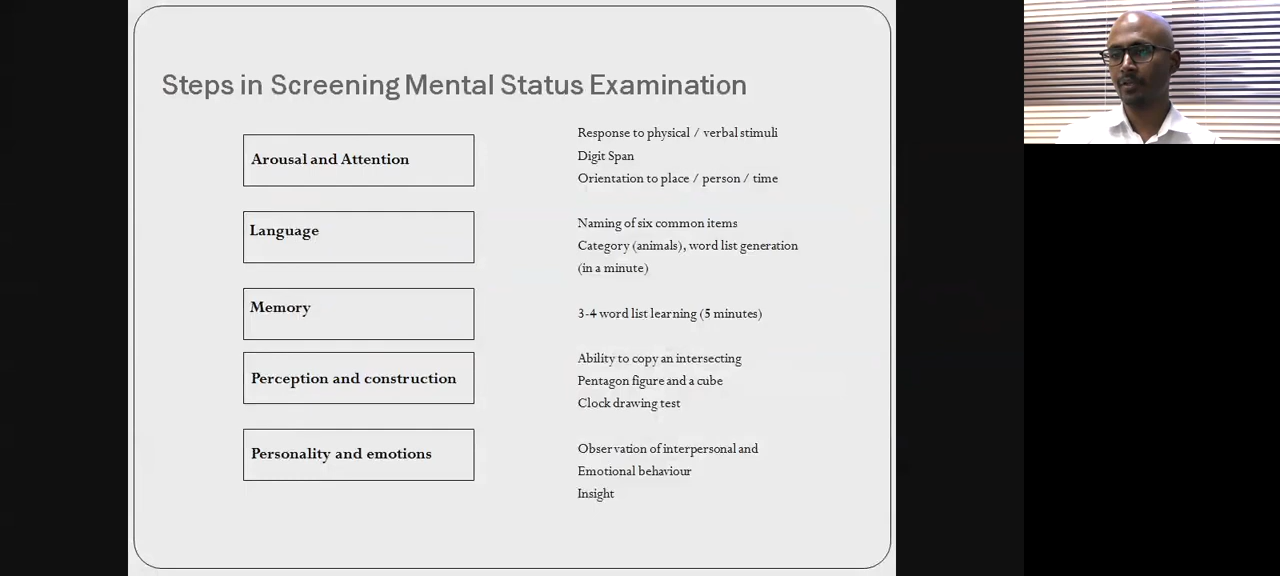 Steps in Screening Mental Status Examination
Arousal and Attention
Response to physical / verbal stimuli
Digit Span
Orientation to place / person / time
Language
Naming of six common items
Category (animals), word list generation
(in a minute)
Memory
3-4 word list learning (5 minutes)
Perception and construction
Ability to copy an intersecting
Pentagon figure and a cube
Clock drawing test
Personality and emotions
Observation of interpersonal and
Emotional behaviour
Insight